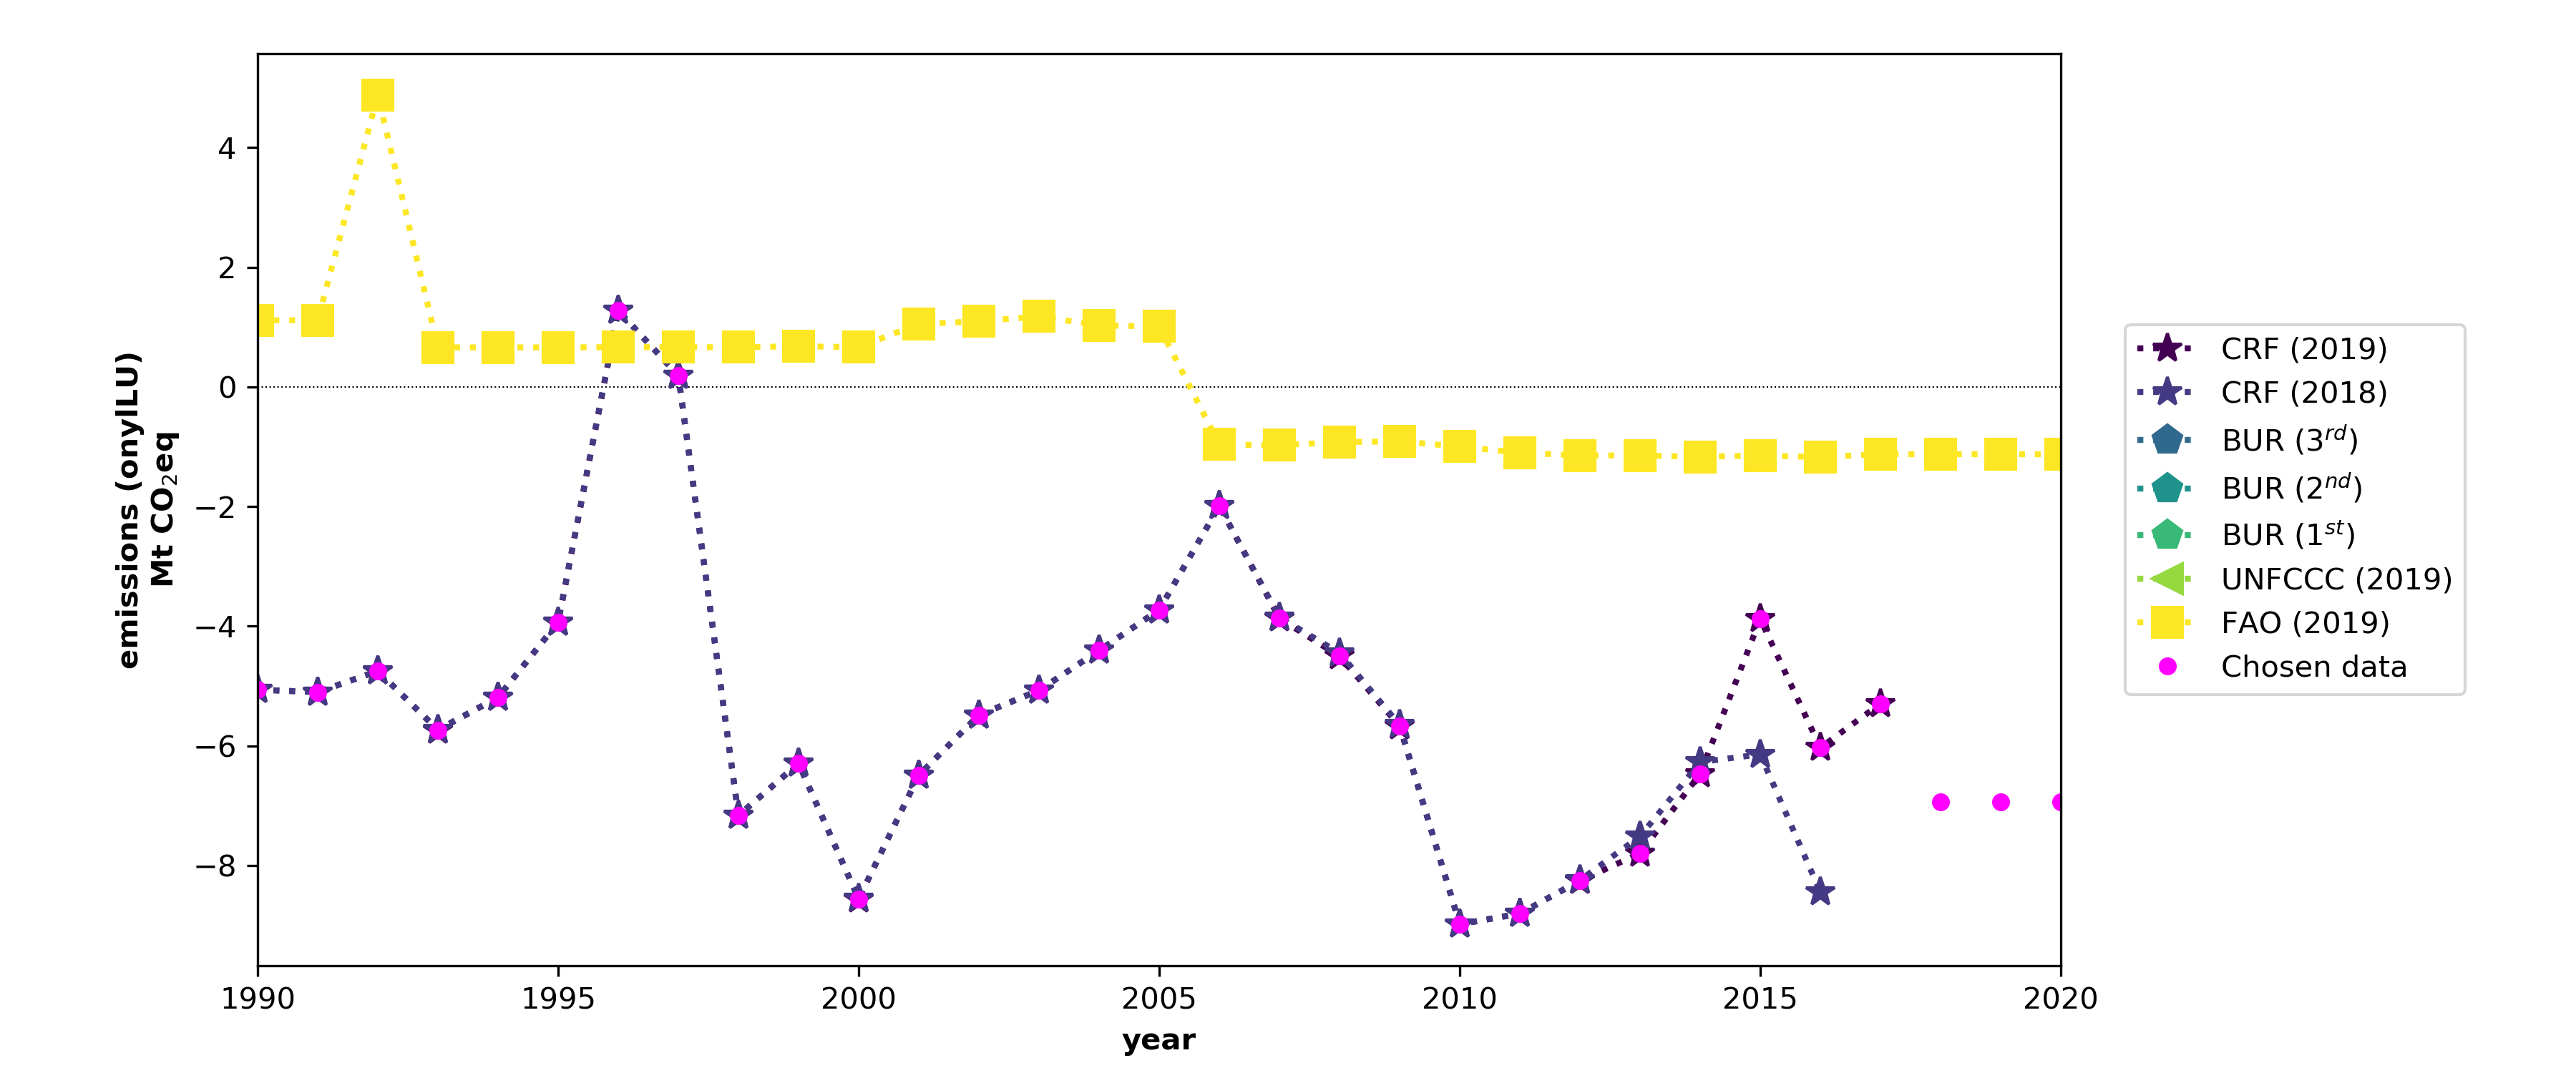 4
2
0
−2
−4
−6
−8
emissions (onylLU)
Mt CO₂eq
1990 1995 2000 2005 2010 2015 2020
year
CRF (2019)
CRF (2018)
BUR (3ʳᵈ)
BUR (2ⁿᵈ)
BUR (1ˢᵗ)
UNFCCC (2019)
FAO (2019)
Chosen data